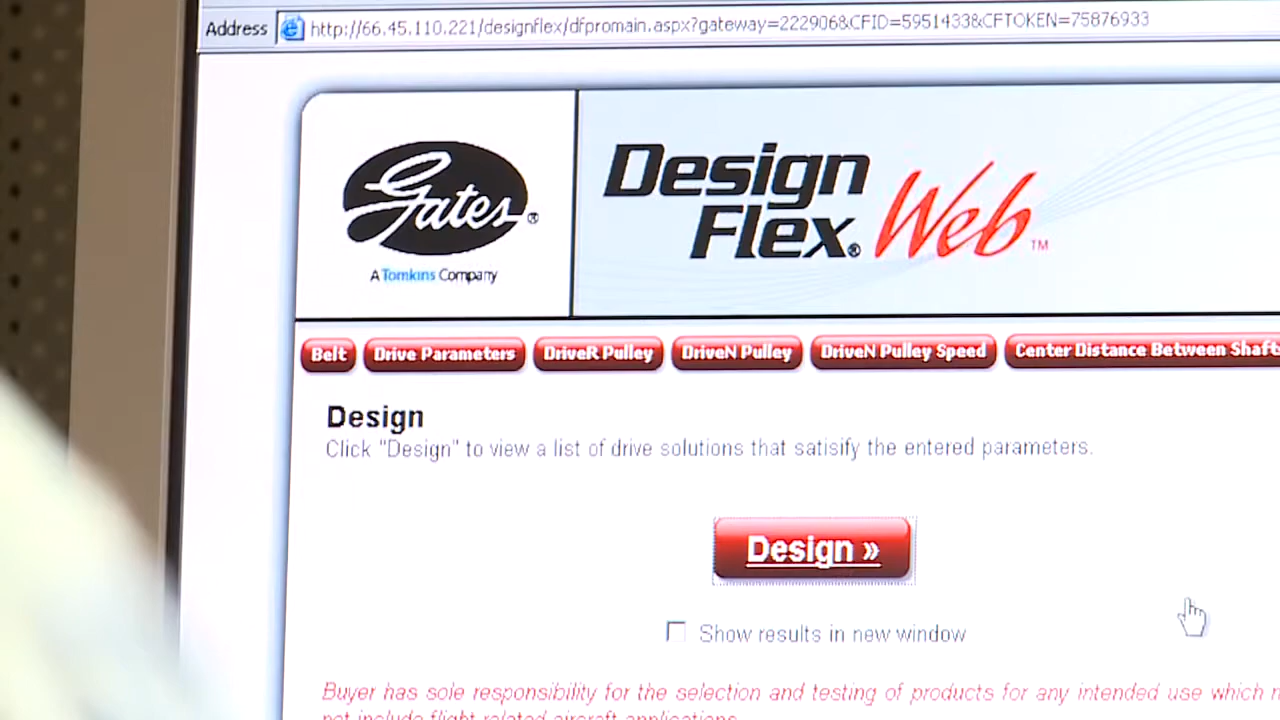 Address http://66.45.110.221/designflex/dfpromain.aspx?gateway=222906&CFID=5951433&CFTOKEN=75876933
Gates®
A Tomkins Company
Design
Flex® Web™
Belt Drive Parameters DriveR Pulley DriveN Pulley DriveN Pulley Speed Center Distance Between Shaft
Design
Click "Design" to view a list of drive solutions that satisify the entered parameters.
Design »
Show results in new window
Buyer has sole responsibility for the selection and testing of products for any intended use which
not include flight related aircraft applications.